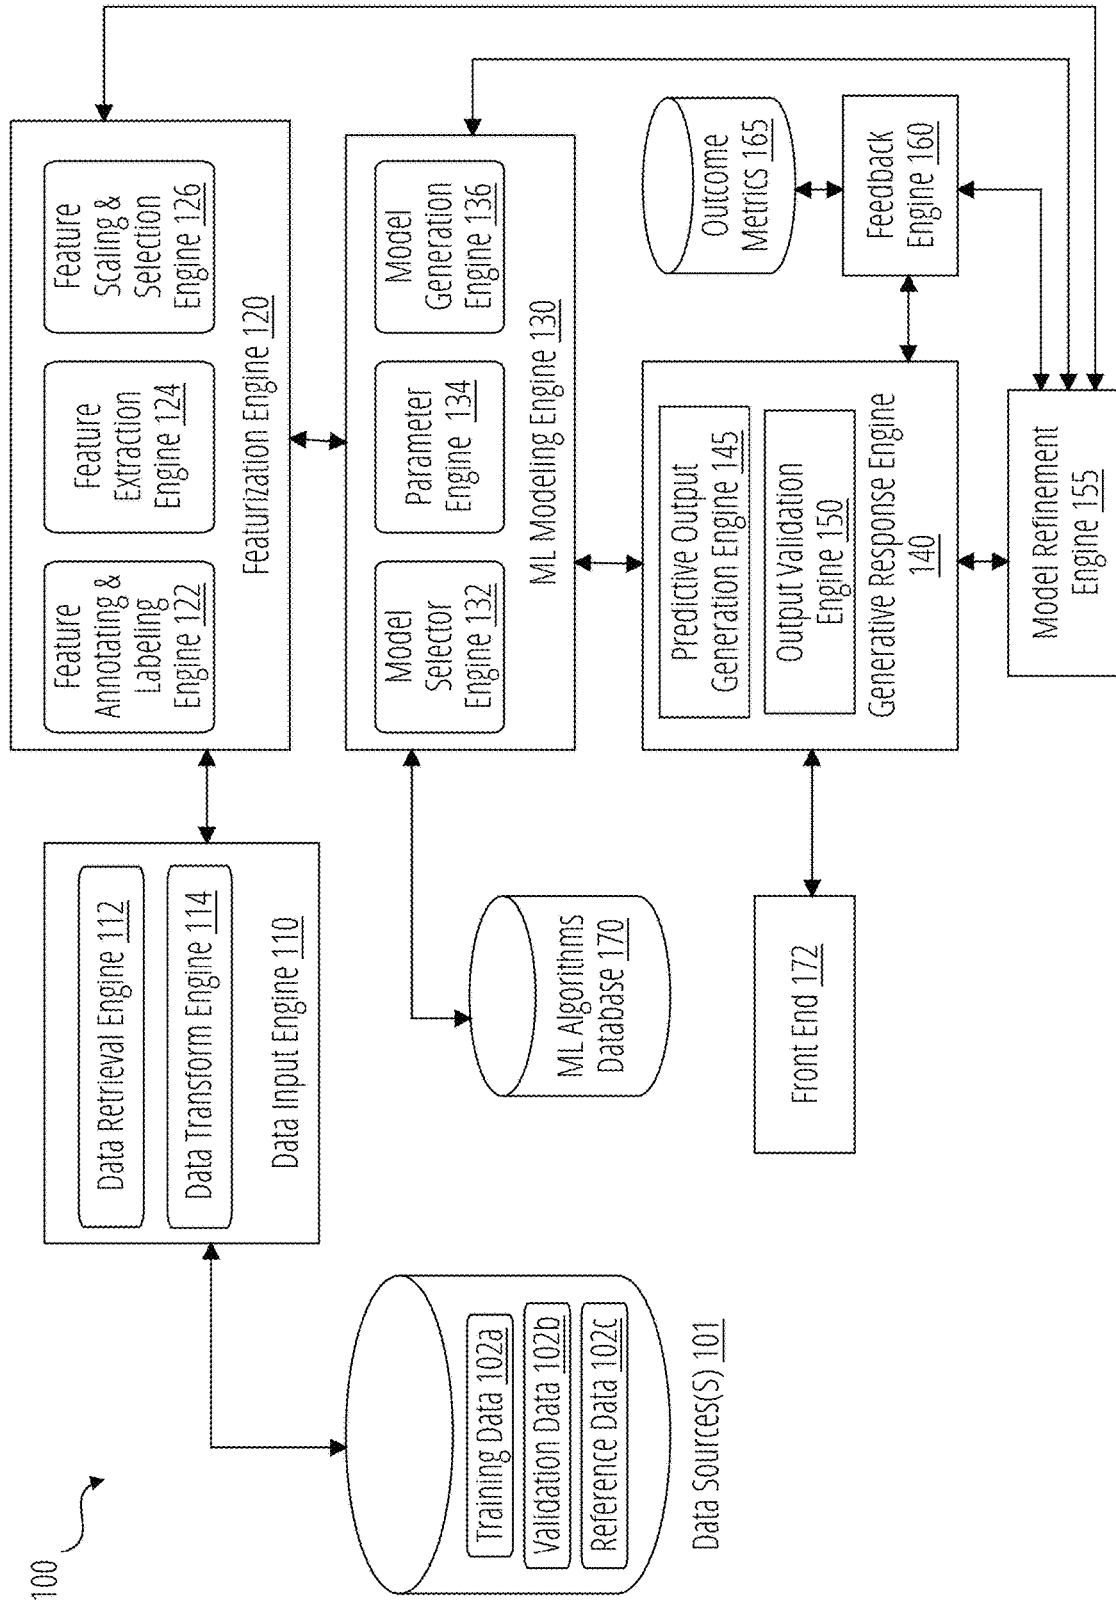 100
Training Data 102a
Validation Data 102b
Reference Data 102c
Data Sources(S) 101
Data Retrieval Engine 112
Data Transform Engine 114
Data Input Engine 110
Feature
Annotating &
Labeling
Engine 122
Feature
Extraction
Engine 124
Feature
Scaling &
Selection
Engine 126
Featurization Engine 120
Model
Selector
Engine 132
Parameter
Engine 134
Model
Generation
Engine 136
ML Modeling Engine 130
ML Algorithms
Database 170
Front End 172
Predictive Output
Generation Engine 145
Output Validation
Engine 150
Generative Response Engine
140
Outcome
Metrics 165
Feedback
Engine 160
Model Refinement
Engine 155